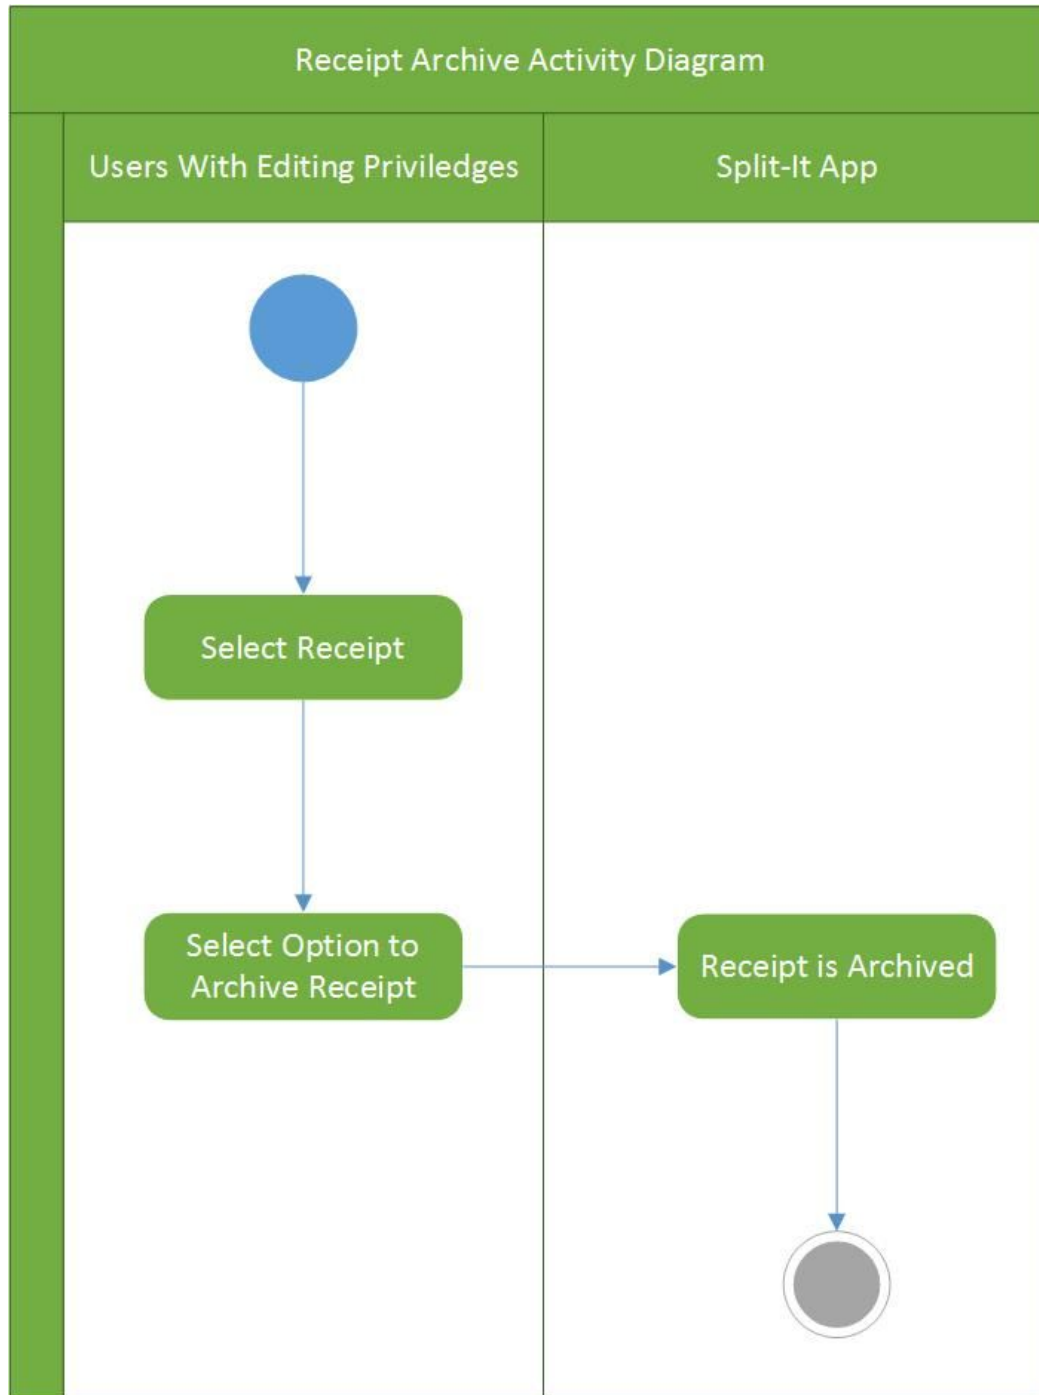 Receipt Archive Activity Diagram
Users With Editing Priviledges
Split-It App
Select Receipt
Select Option to
Archive Receipt
Receipt is Archived